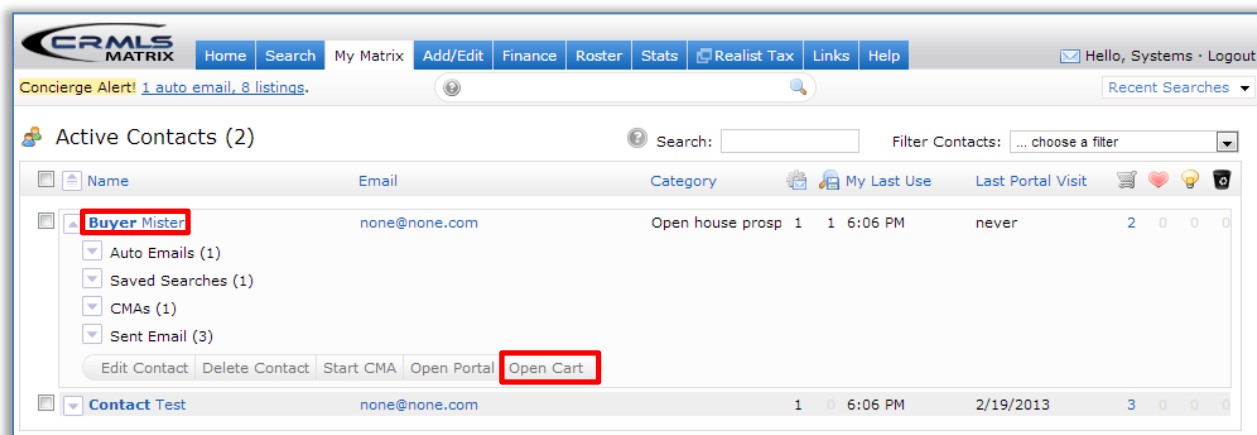 CRMLS
MATRIX
Home Search My Matrix Add/Edit Finance Roster Stats Realist Tax Links Help Hello, Systems · Logout
Concierge Alert! 1 auto email, 8 listings. Recent Searches
Active Contacts (2) Search: Filter Contacts: ... choose a filter
Name Email Category My Last Use Last Portal Visit
Buyer Mister none@none.com Open house prosp 1 1 6:06 PM never 2 0 0 0
Auto Emails (1)
Saved Searches (1)
CMAs (1)
Sent Email (3)
Edit Contact Delete Contact Start CMA Open Portal Open Cart
Contact Test none@none.com 1 0 6:06 PM 2/19/2013 3 0 0 0